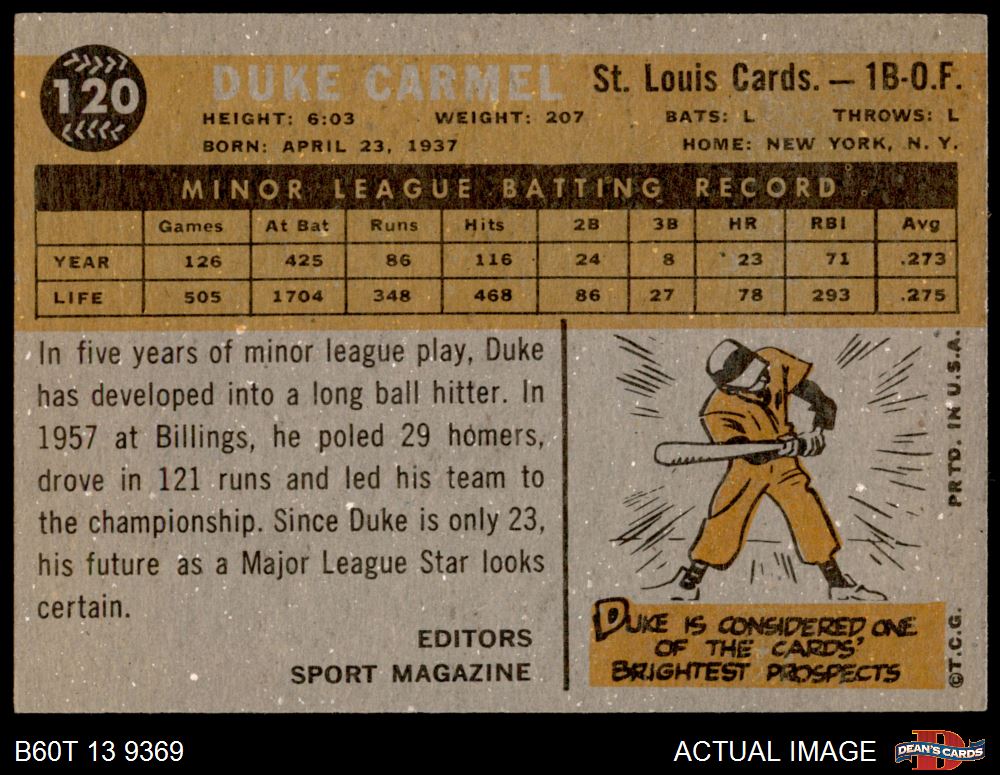 120
DUKE CARMEL St. Louis Cards. — 1B-O.F.
HEIGHT: 6:03 WEIGHT: 207 BATS: L THROWS: L
BORN: APRIL 23, 1937 HOME: NEW YORK, N. Y.
MINOR LEAGUE BATTING RECORD
Games At Bat Runs Hits 2B 3B HR RBI Avg
YEAR 126 425 86 116 24 8 23 71 .273
LIFE 505 1704 348 468 86 27 78 293 .275
In five years of minor league play, Duke
has developed into a long ball hitter. In
1957 at Billings, he poled 29 homers,
drove in 121 runs and led his team to
the championship. Since Duke is only 23,
his future as a Major League Star looks
certain.
EDITORS
SPORT MAGAZINE
DUKE IS CONSIDERED ONE
OF THE CARDS'
BRIGHTEST PROSPECTS
©T.C.G. PRTD. IN U.S.A.
B60T 13 9369 ACTUAL IMAGE D DEAN'S CARDS